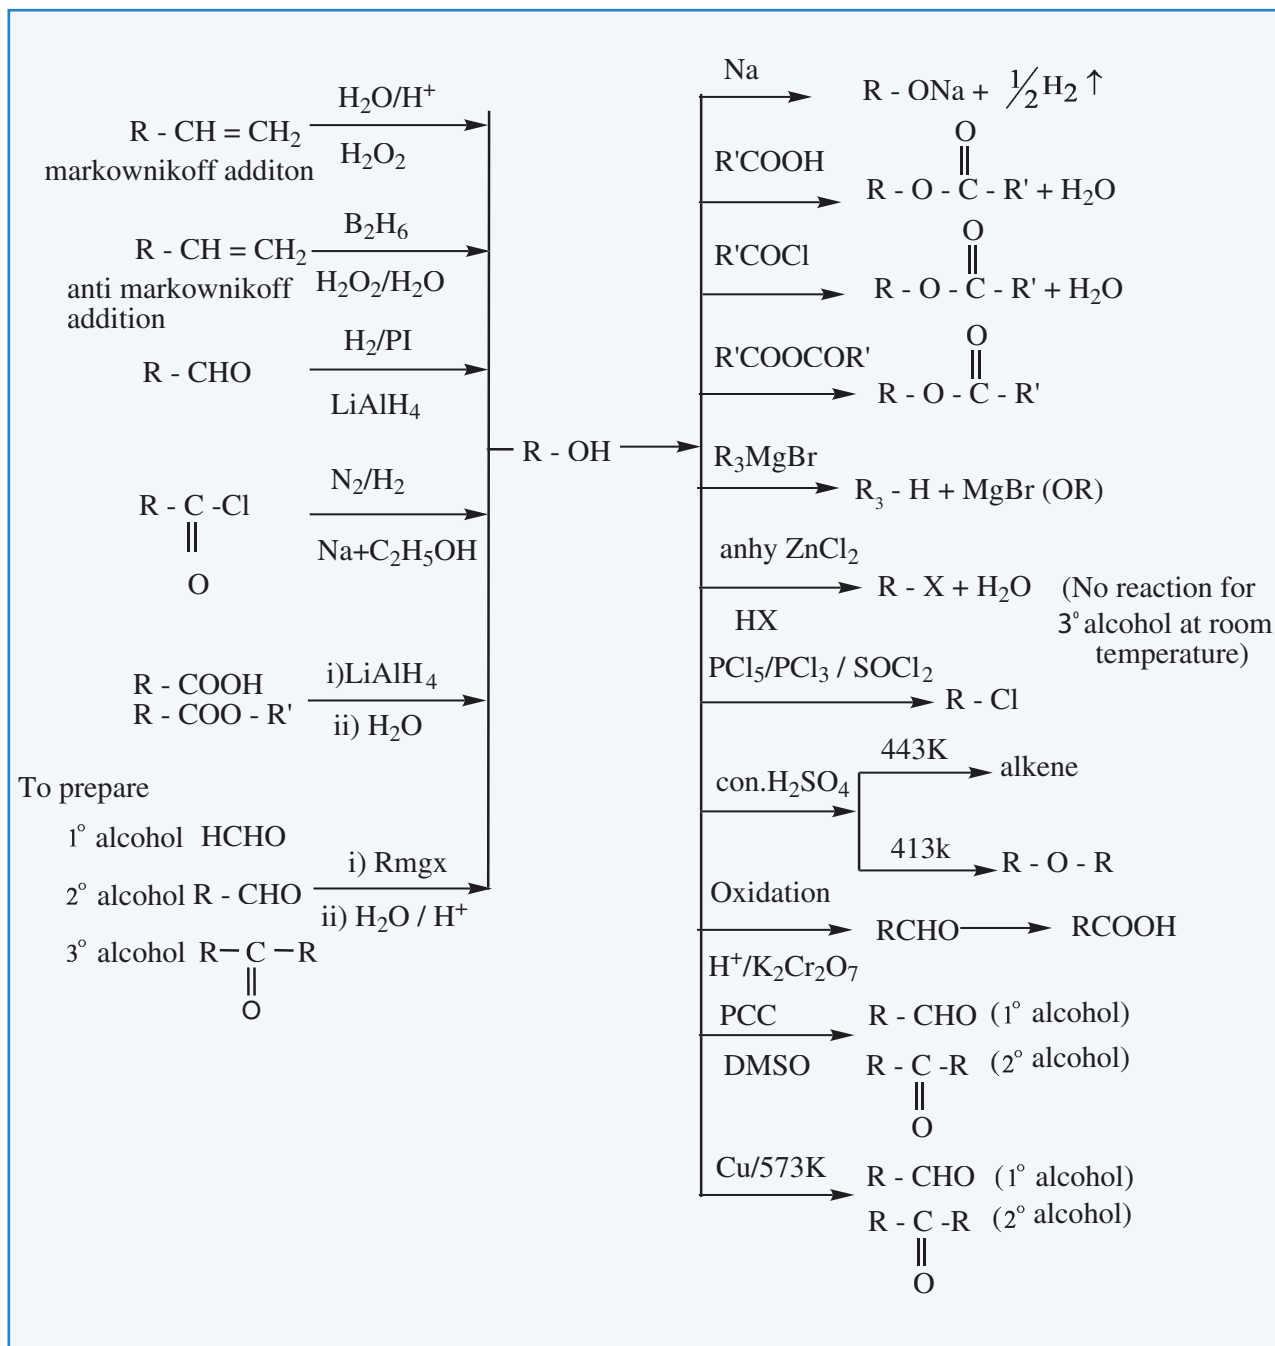 H₂O/H⁺
R - CH = CH₂
H₂O₂
markownikoff additon
B₂H₆
R - CH = CH₂
H₂O₂/H₂O
anti markownikoff
addition
H₂/PI
R - CHO
LiAlH₄
R - OH
N₂/H₂
R - C -Cl
Na+C₂H₅OH
O
R - COOH
i)LiAlH₄
R - COO - R'
ii) H₂O
To prepare
1° alcohol HCHO
i) Rmgx
2° alcohol R - CHO
ii) H₂O / H⁺
3° alcohol R — C — R
O
Na
R - ONa + ½H₂ ↑
O
R'COOH
R - O - C - R' + H₂O
O
R'COCl
R - O - C - R' + H₂O
O
R'COOCOR'
R - O - C - R'
R₃MgBr
R₃ - H + MgBr (OR)
anhy ZnCl₂
R - X + H₂O (No reaction for
HX
3° alcohol at room
temperature)
PCl₅/PCl₃ / SOCl₂
R - Cl
443K
alkene
con.H₂SO₄
413k
R - O - R
Oxidation
RCHO RCOOH
H⁺/K₂Cr₂O₇
PCC
R - CHO (1° alcohol)
DMSO
R - C -R (2° alcohol)
O
Cu/573K
R - CHO (1° alcohol)
R - C -R (2° alcohol)
O